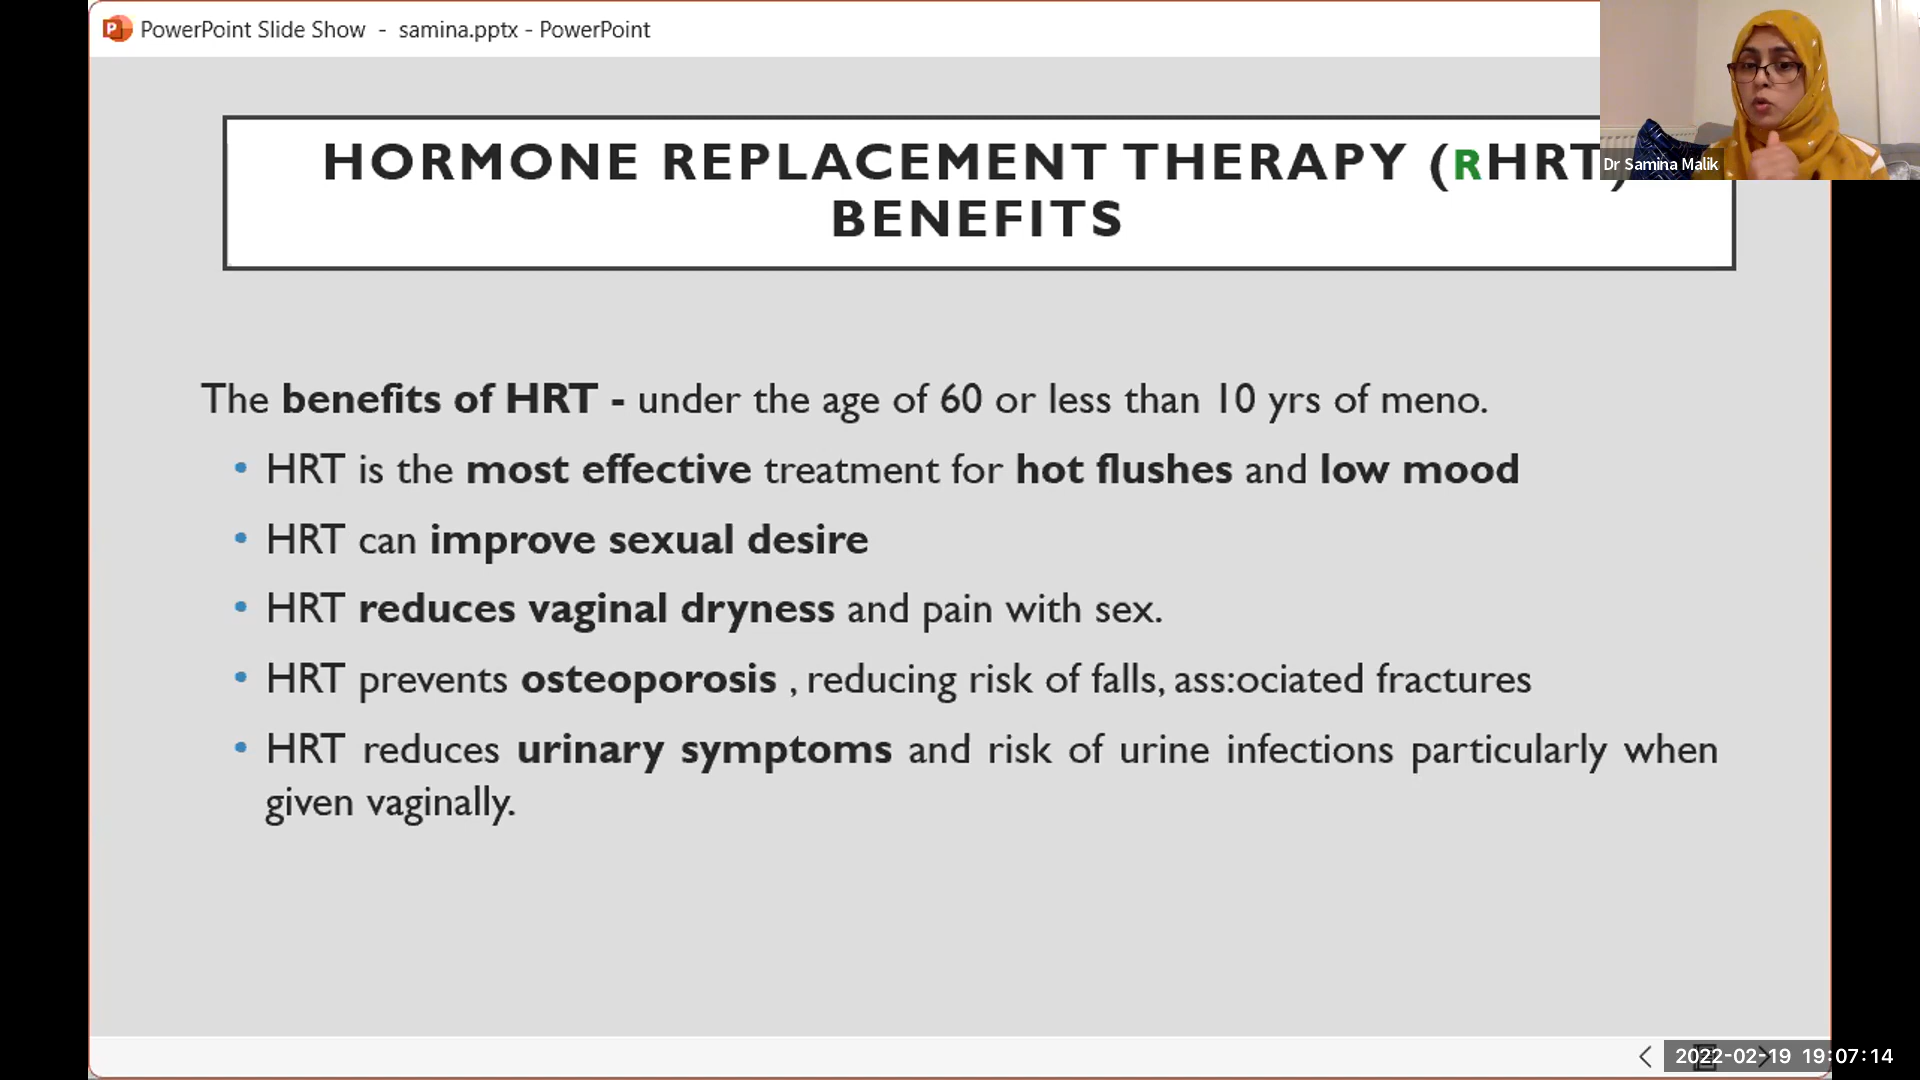 PowerPoint Slide Show - samina.pptx - PowerPoint
HORMONE REPLACEMENT THERAPY (RHRT)
BENEFITS
Dr Samina Malik
The benefits of HRT - under the age of 60 or less than 10 yrs of meno.
• HRT is the most effective treatment for hot flushes and low mood
• HRT can improve sexual desire
• HRT reduces vaginal dryness and pain with sex.
• HRT prevents osteoporosis , reducing risk of falls, ass:ociated fractures
• HRT reduces urinary symptoms and risk of urine infections particularly when
given vaginally.
2022-02-19 19:07:14